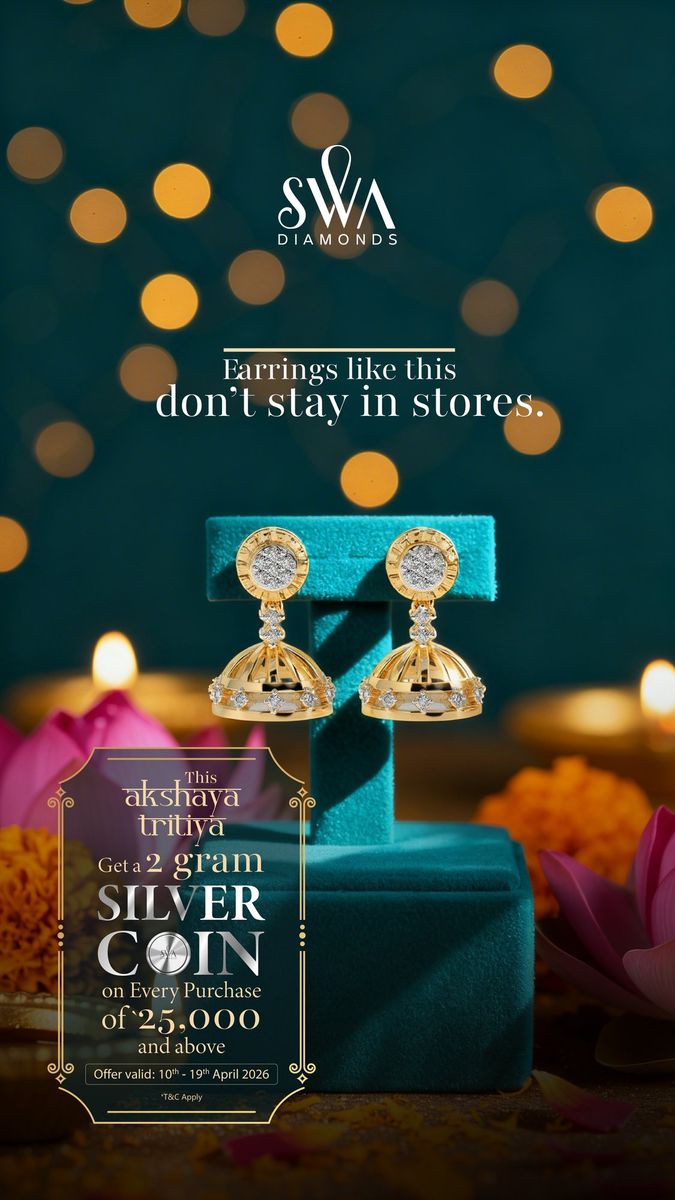 SWA
DIAMONDS
Earrings like this
don't stay in stores.
This
akshaya
tritiya
Get a 2 gram
SILVER
COIN
on Every Purchase
of `25,000
and above
Offer valid: 10th - 19th April 2026
*T&C Apply